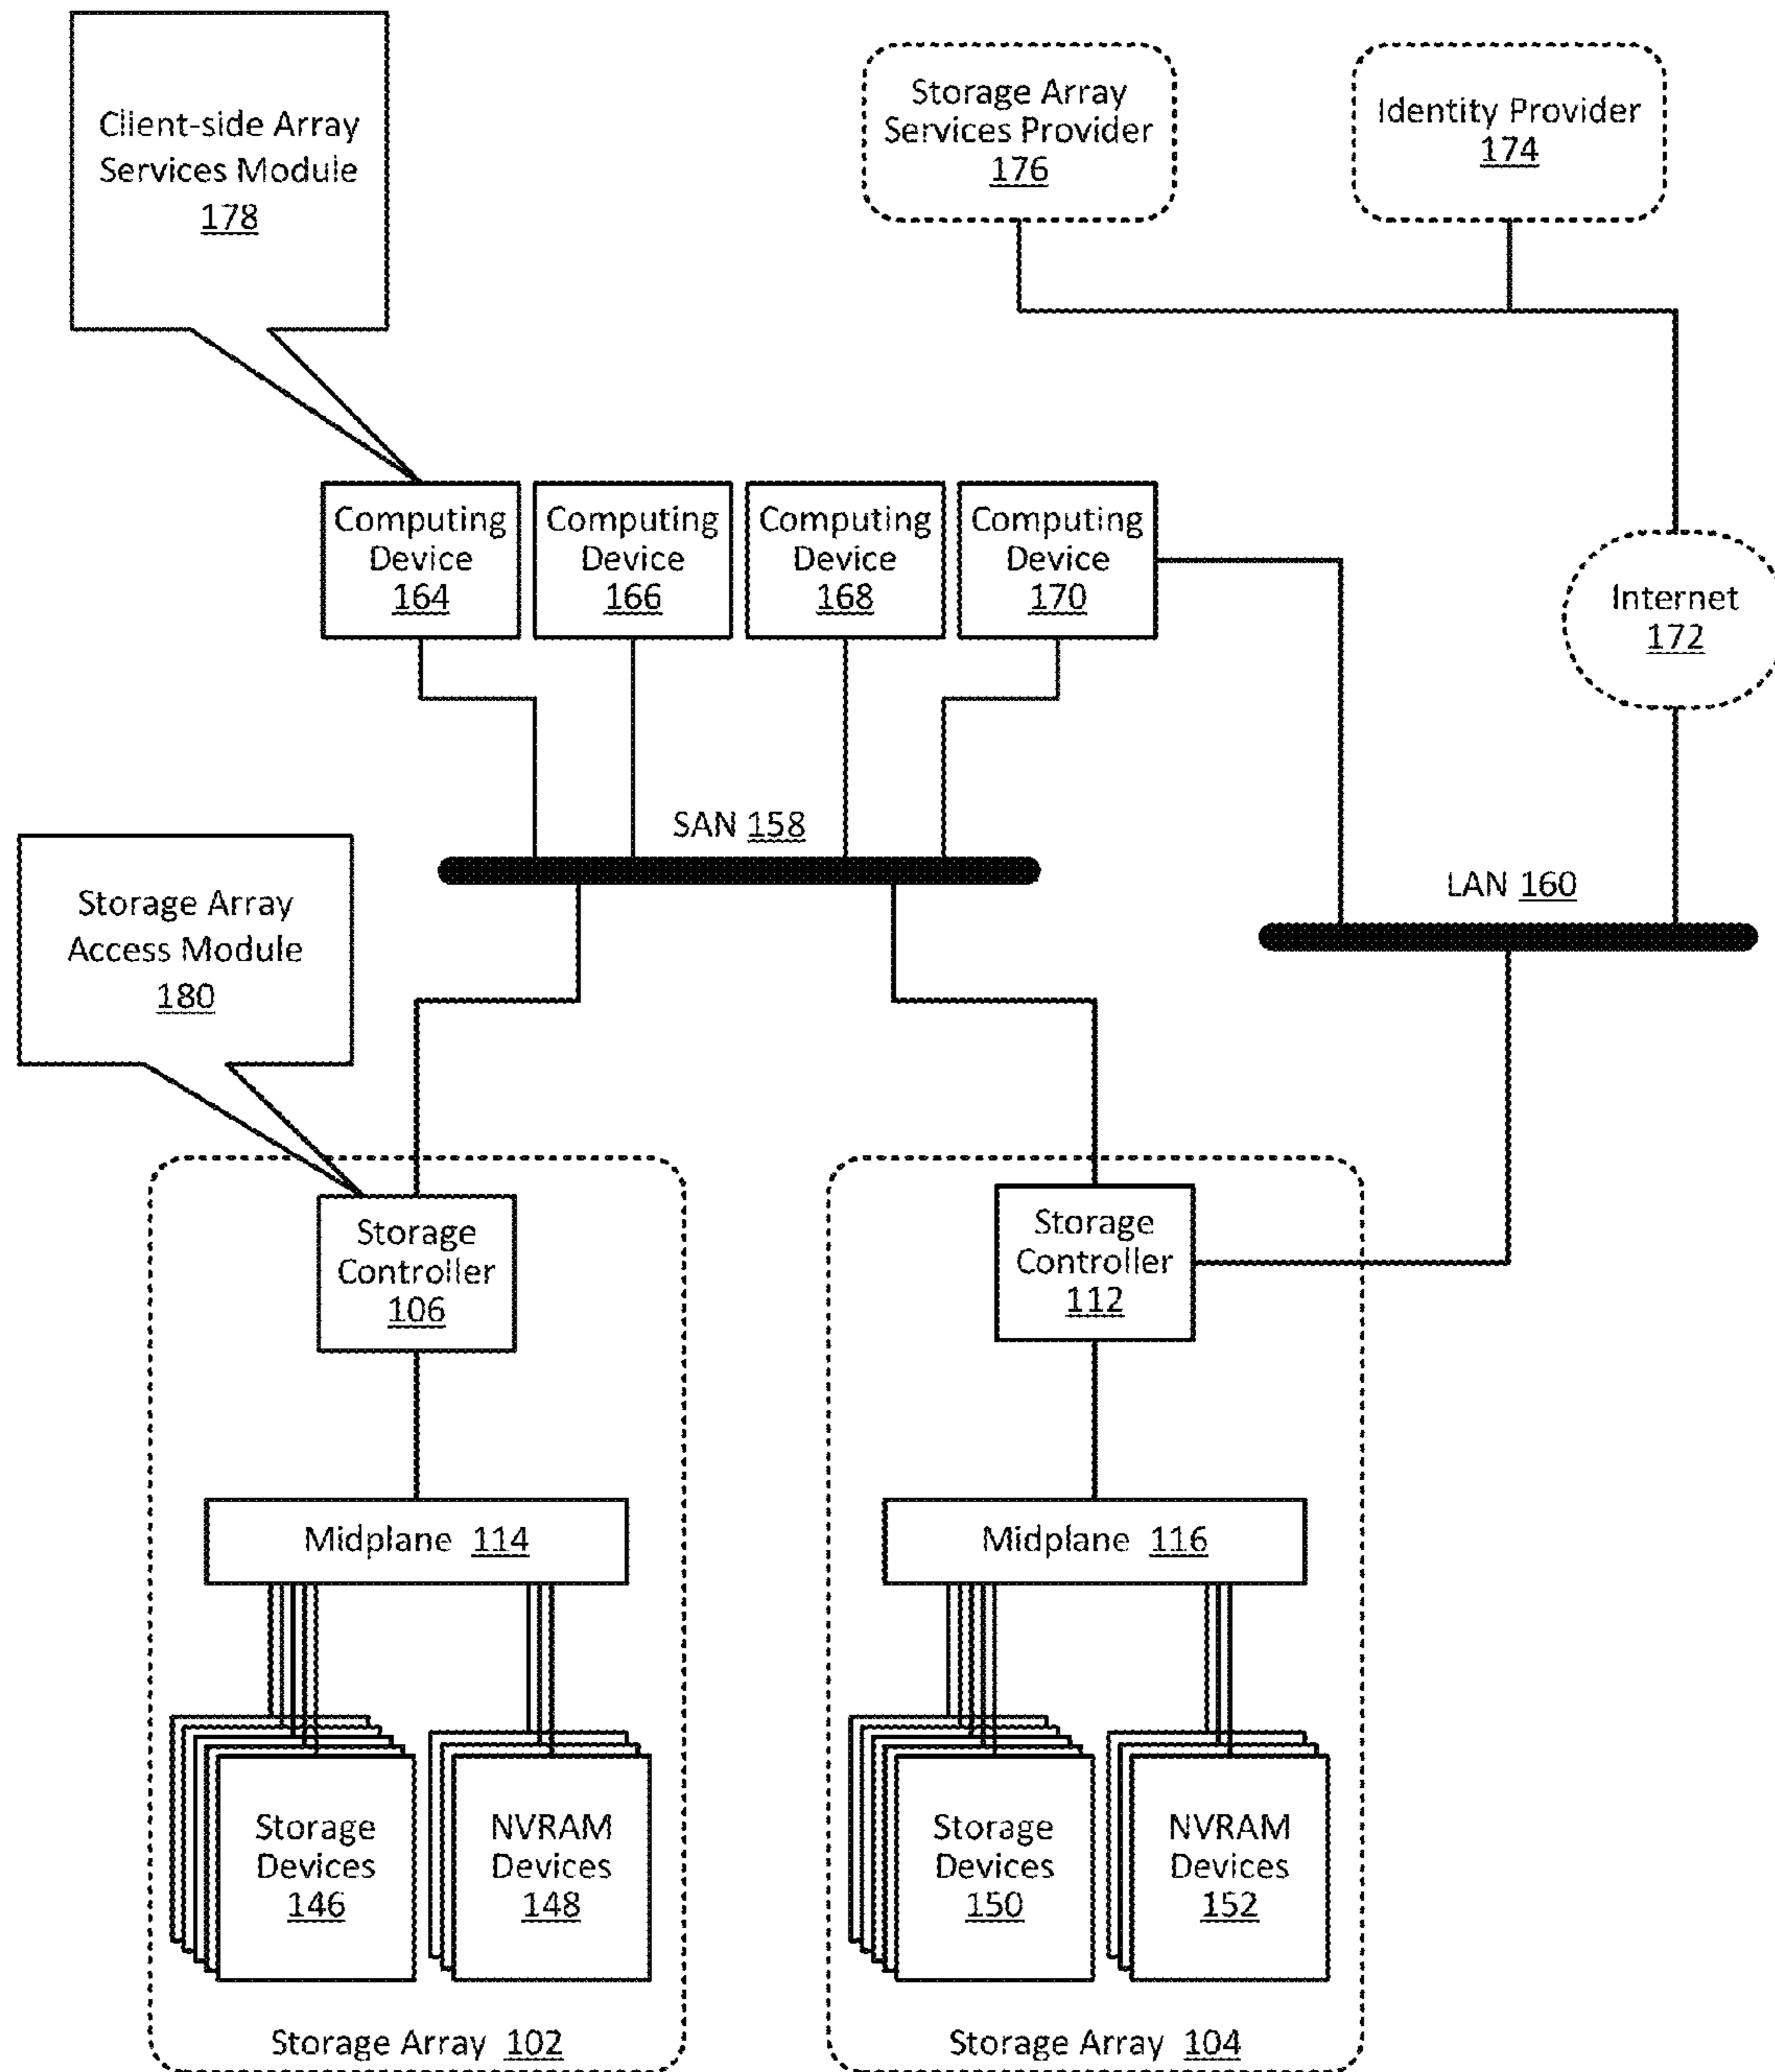 Client-side Array
Services Module
178
Storage Array
Services Provider
176
Identity Provider
174
Computing
Device
164
Computing
Device
166
Computing
Device
168
Computing
Device
170
Internet
172
SAN 158
LAN 160
Storage Array
Access Module
180
Storage
Controller
106
Storage
Controller
112
Midplane 114
Midplane 116
Storage
Devices
146
NVRAM
Devices
148
Storage
Devices
150
NVRAM
Devices
152
Storage Array 102
Storage Array 104